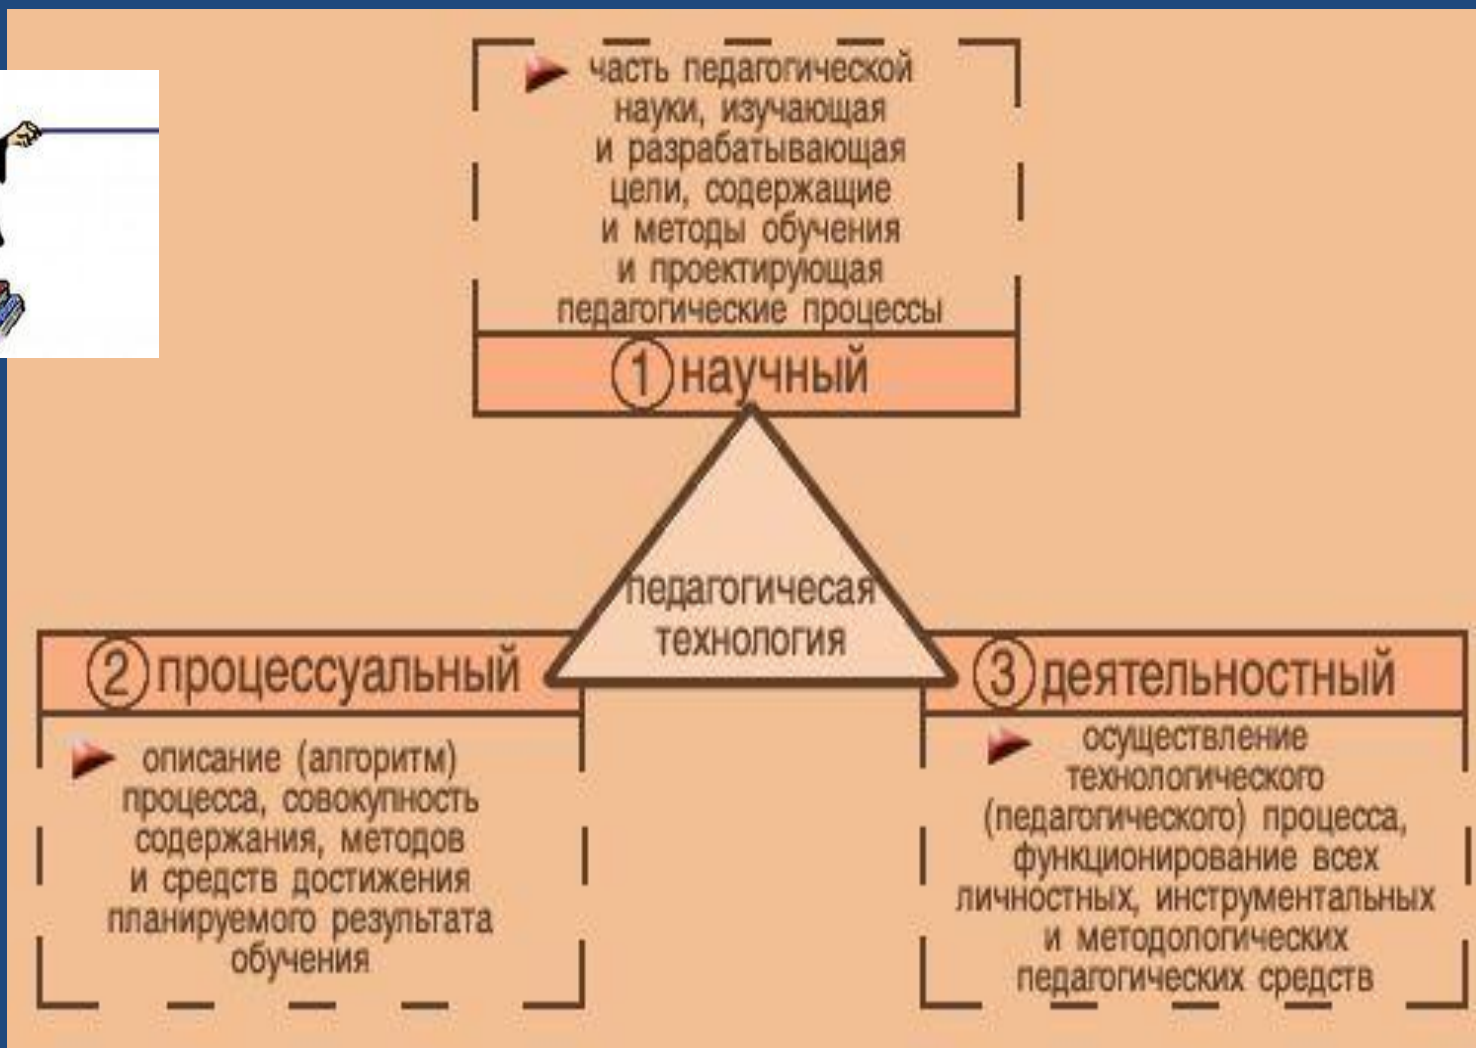 часть педагогической
науки, изучающая
и разрабатывающая
цели, содержащие
и методы обучения
и проектирующая
педагогические процессы
1 научный
педагогичесая
технология
2 процессуальный
описание (алгоритм)
процесса, совокупность
содержания, методов
и средств достижения
планируемого результата
обучения
3 деятельностный
осуществление
технологического
(педагогического) процесса,
функционирование всех
личностных, инструментальных
и методологических
педагогических средств